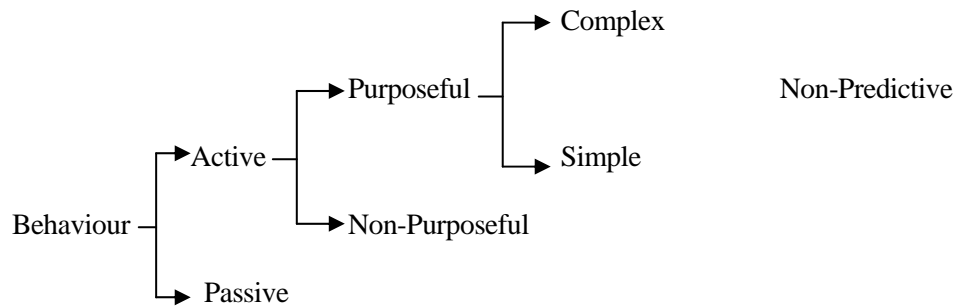 Complex
Purposeful
Non-Predictive
Active
Simple
Behaviour
Non-Purposeful
Passive